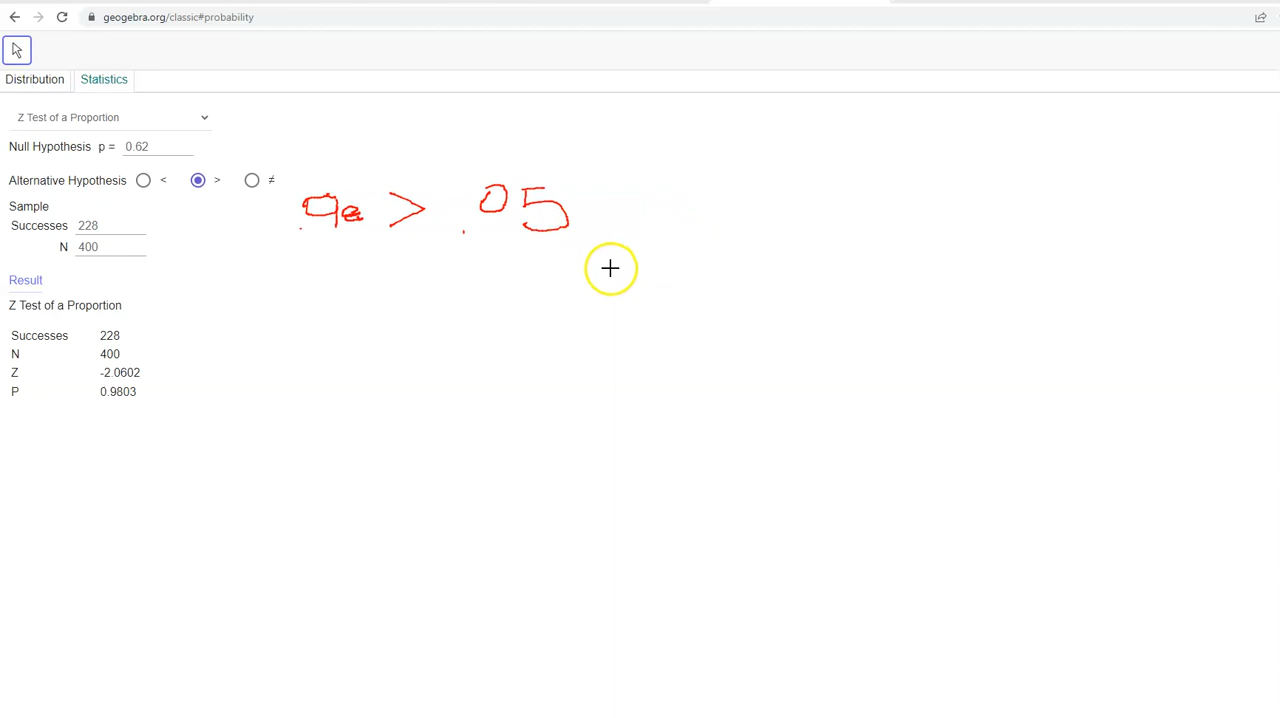 geogebra.org/classic#probability
Distribution Statistics
Z Test of a Proportion
Null Hypothesis p = 0.62
Alternative Hypothesis < > ≠
Sample
Successes 228
N 400
> .05
Result
Z Test of a Proportion
Successes 228
N 400
Z -2.0602
P 0.9803